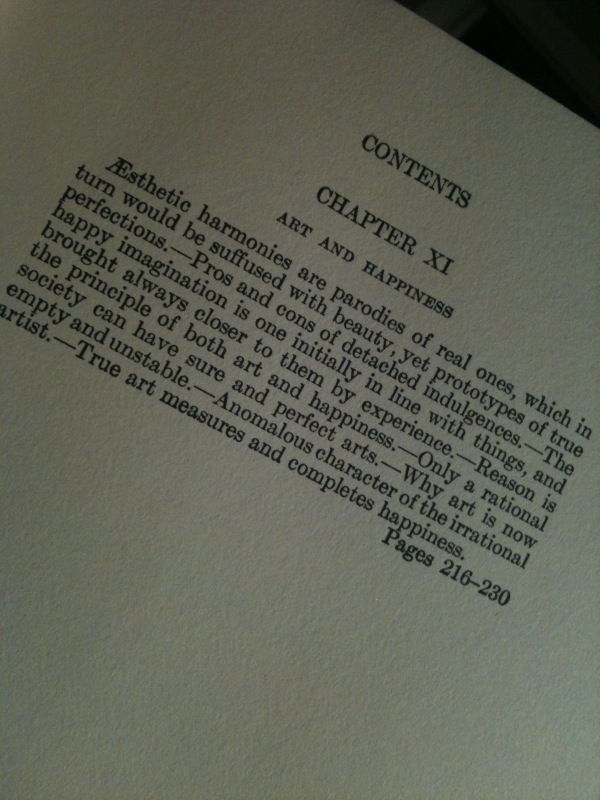 CONTENTS
CHAPTER XI
ART AND HAPPINESS
Æsthetic harmonies are parodies of real ones, which in
turn would be suffused with beauty, yet prototypes of true
perfections.—Pros and cons of detached indulgences.—The
happy imagination is one initially in line with things, and
brought always closer to them by experience.—Reason is
the principle of both art and happiness.—Only a rational
society can have sure and perfect arts.—Why art is now
empty and unstable.—Anomalous character of the irrational
artist.—True art measures and completes happiness.
Pages 216–230